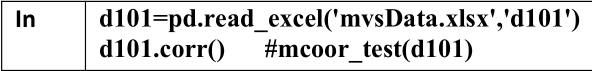 In d101=pd.read_excel('mvsData.xlsx','d101')
d101.corr() #mcoor_test(d101)